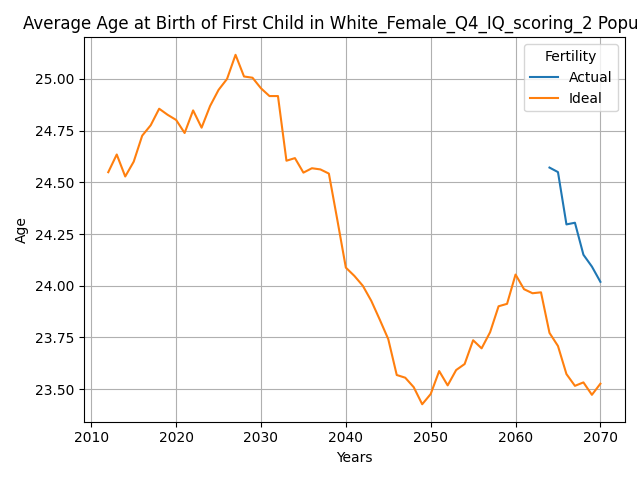 Average Age at Birth of First Child in White_Female_Q4_IQ_scoring_2 Popu
Fertility
Actual
Ideal
25.00
24.75
24.50
24.25
24.00
23.75
23.50
Age
2010 2020 2030 2040 2050 2060 2070
Years